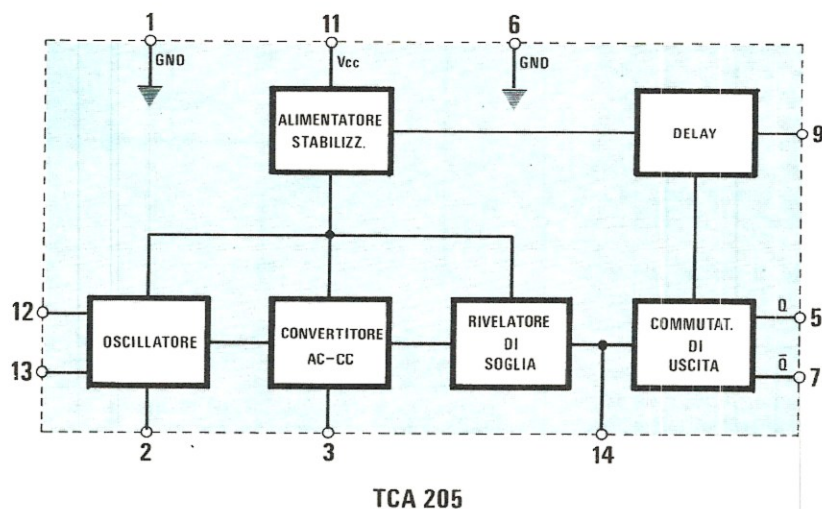 1
11
6
GND
Vcc
GND
ALIMENTATORE
STABILIZZ.
DELAY
9
12
13
OSCILLATORE
CONVERTITORE
AC-CC
RIVELATORE
DI
SOGLIA
COMMUTAT.
DI
USCITA
Q
5
Q̅
7
2
3
14
TCA 205